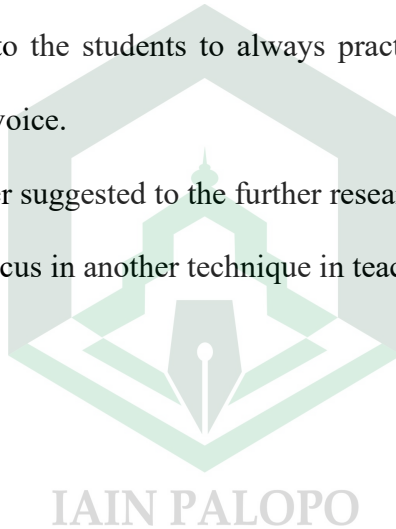 to the students to always pract
voice.
er suggested to the further resea
cus in another technique in teac
IAIN PALOPO